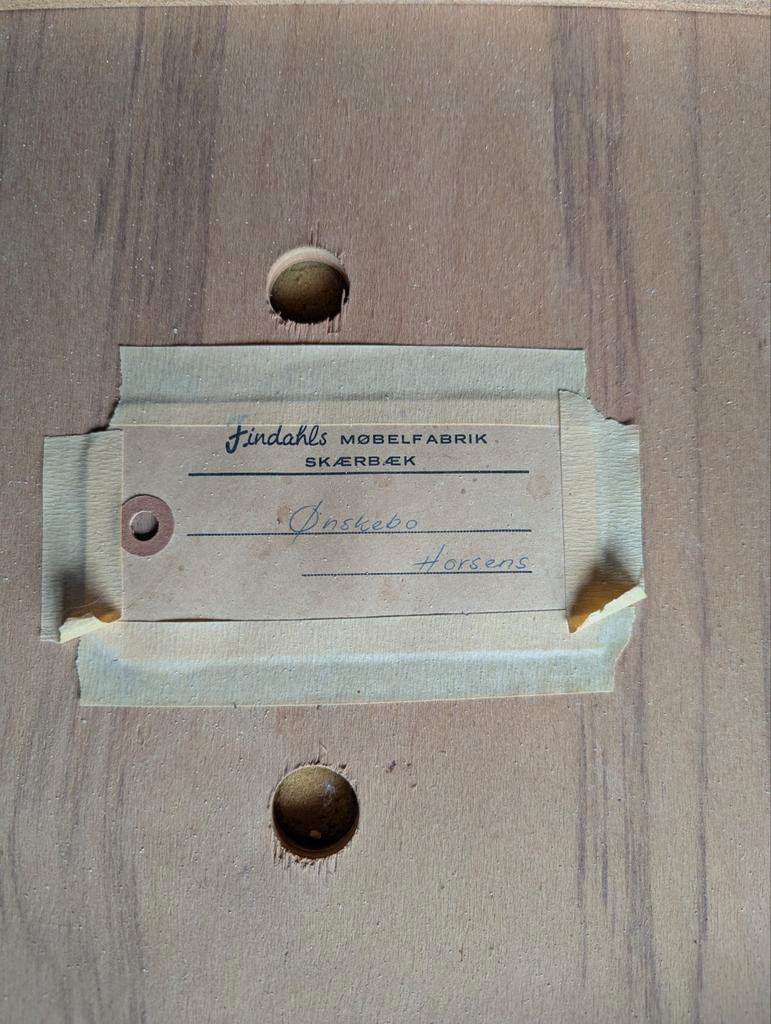 Findahls MØBELFABRIK
SKÆRBÆK
Ønskebo
Horsens